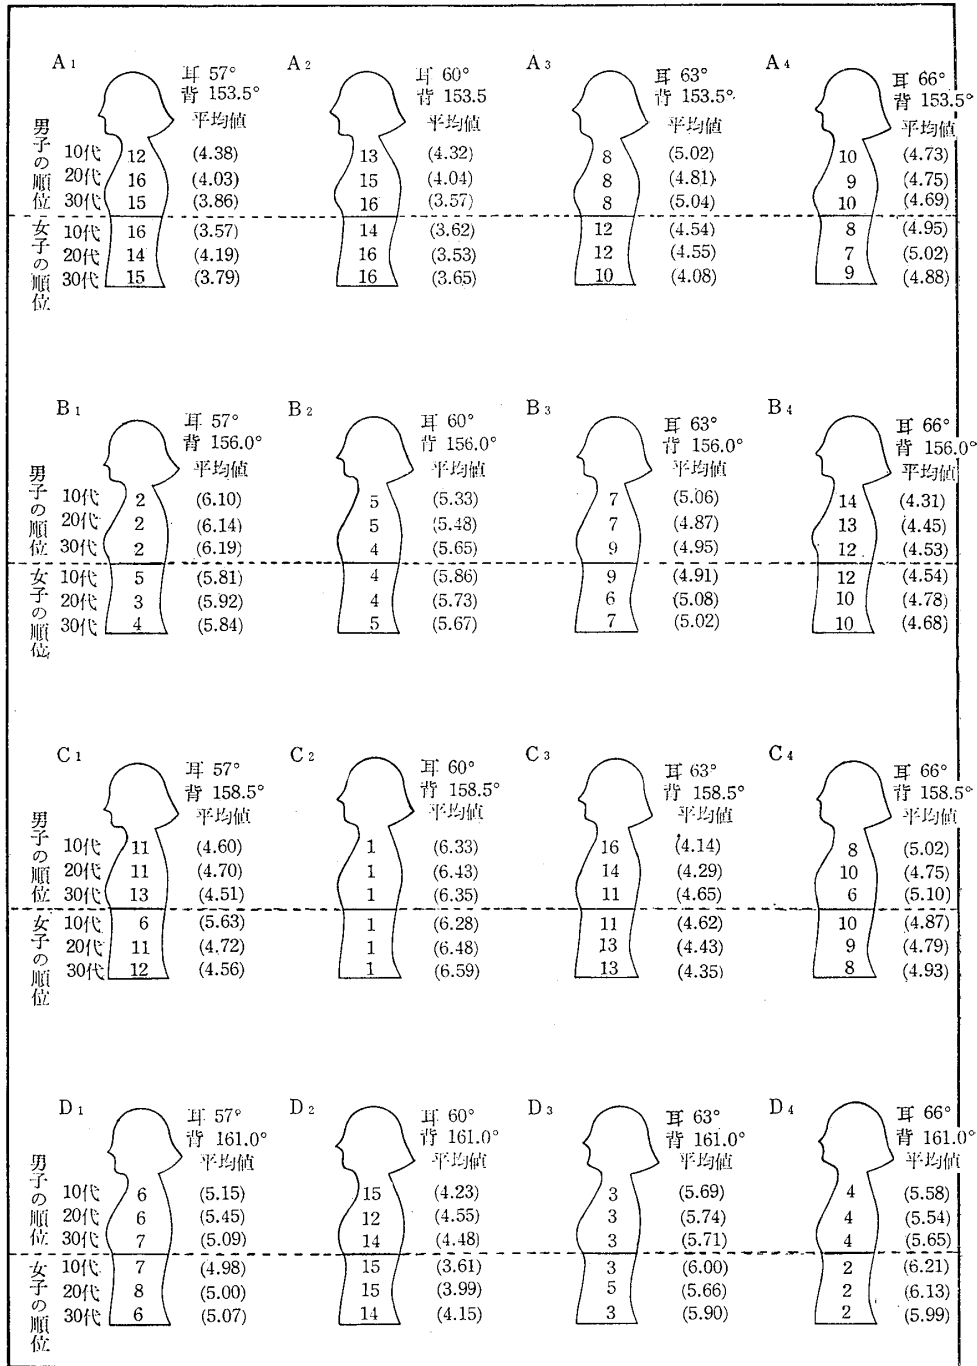 A1 耳 57° A2 耳 60° A3 耳 63° A4 耳 66°
背 153.5° 背 153.5 背 153.5° 背 153.5°
平均値 平均値 平均値 平均値
男子の順位
10代 12 (4.38) 13 (4.32) 8 (5.02) 10 (4.73)
20代 16 (4.03) 15 (4.04) 8 (4.81) 9 (4.75)
30代 15 (3.86) 16 (3.57) 8 (5.04) 10 (4.69)
女子の順位
10代 16 (3.57) 14 (3.62) 12 (4.54) 8 (4.95)
20代 14 (4.19) 16 (3.53) 12 (4.55) 7 (5.02)
30代 15 (3.79) 16 (3.65) 10 (4.08) 9 (4.88)
B1 耳 57° B2 耳 60° B3 耳 63° B4 耳 66°
背 156.0° 背 156.0° 背 156.0° 背 156.0°
平均値 平均値 平均値 平均値
男子の順位
10代 2 (6.10) 5 (5.33) 7 (5.06) 14 (4.31)
20代 2 (6.14) 5 (5.48) 7 (4.87) 13 (4.45)
30代 2 (6.19) 4 (5.65) 9 (4.95) 12 (4.53)
女子の順位
10代 5 (5.81) 4 (5.86) 9 (4.91) 12 (4.54)
20代 3 (5.92) 4 (5.73) 6 (5.08) 10 (4.78)
30代 4 (5.84) 5 (5.67) 7 (5.02) 10 (4.68)
C1 耳 57° C2 耳 60° C3 耳 63° C4 耳 66°
背 158.5° 背 158.5° 背 158.5° 背 158.5°
平均値 平均値 平均値 平均値
男子の順位
10代 11 (4.60) 1 (6.33) 16 (4.14) 8 (5.02)
20代 11 (4.70) 1 (6.43) 14 (4.29) 10 (4.75)
30代 13 (4.51) 1 (6.35) 11 (4.65) 6 (5.10)
女子の順位
10代 6 (5.63) 1 (6.28) 11 (4.62) 10 (4.87)
20代 11 (4.72) 1 (6.48) 13 (4.43) 9 (4.79)
30代 12 (4.56) 1 (6.59) 13 (4.35) 8 (4.93)
D1 耳 57° D2 耳 60° D3 耳 63° D4 耳 66°
背 161.0° 背 161.0° 背 161.0° 背 161.0°
平均値 平均値 平均値 平均値
男子の順位
10代 6 (5.15) 15 (4.23) 3 (5.69) 4 (5.58)
20代 6 (5.45) 12 (4.55) 3 (5.74) 4 (5.54)
30代 7 (5.09) 14 (4.48) 3 (5.71) 4 (5.65)
女子の順位
10代 7 (4.98) 15 (3.61) 3 (6.00) 2 (6.21)
20代 8 (5.00) 15 (3.99) 5 (5.66) 2 (6.13)
30代 6 (5.07) 14 (4.15) 3 (5.90) 2 (5.99)